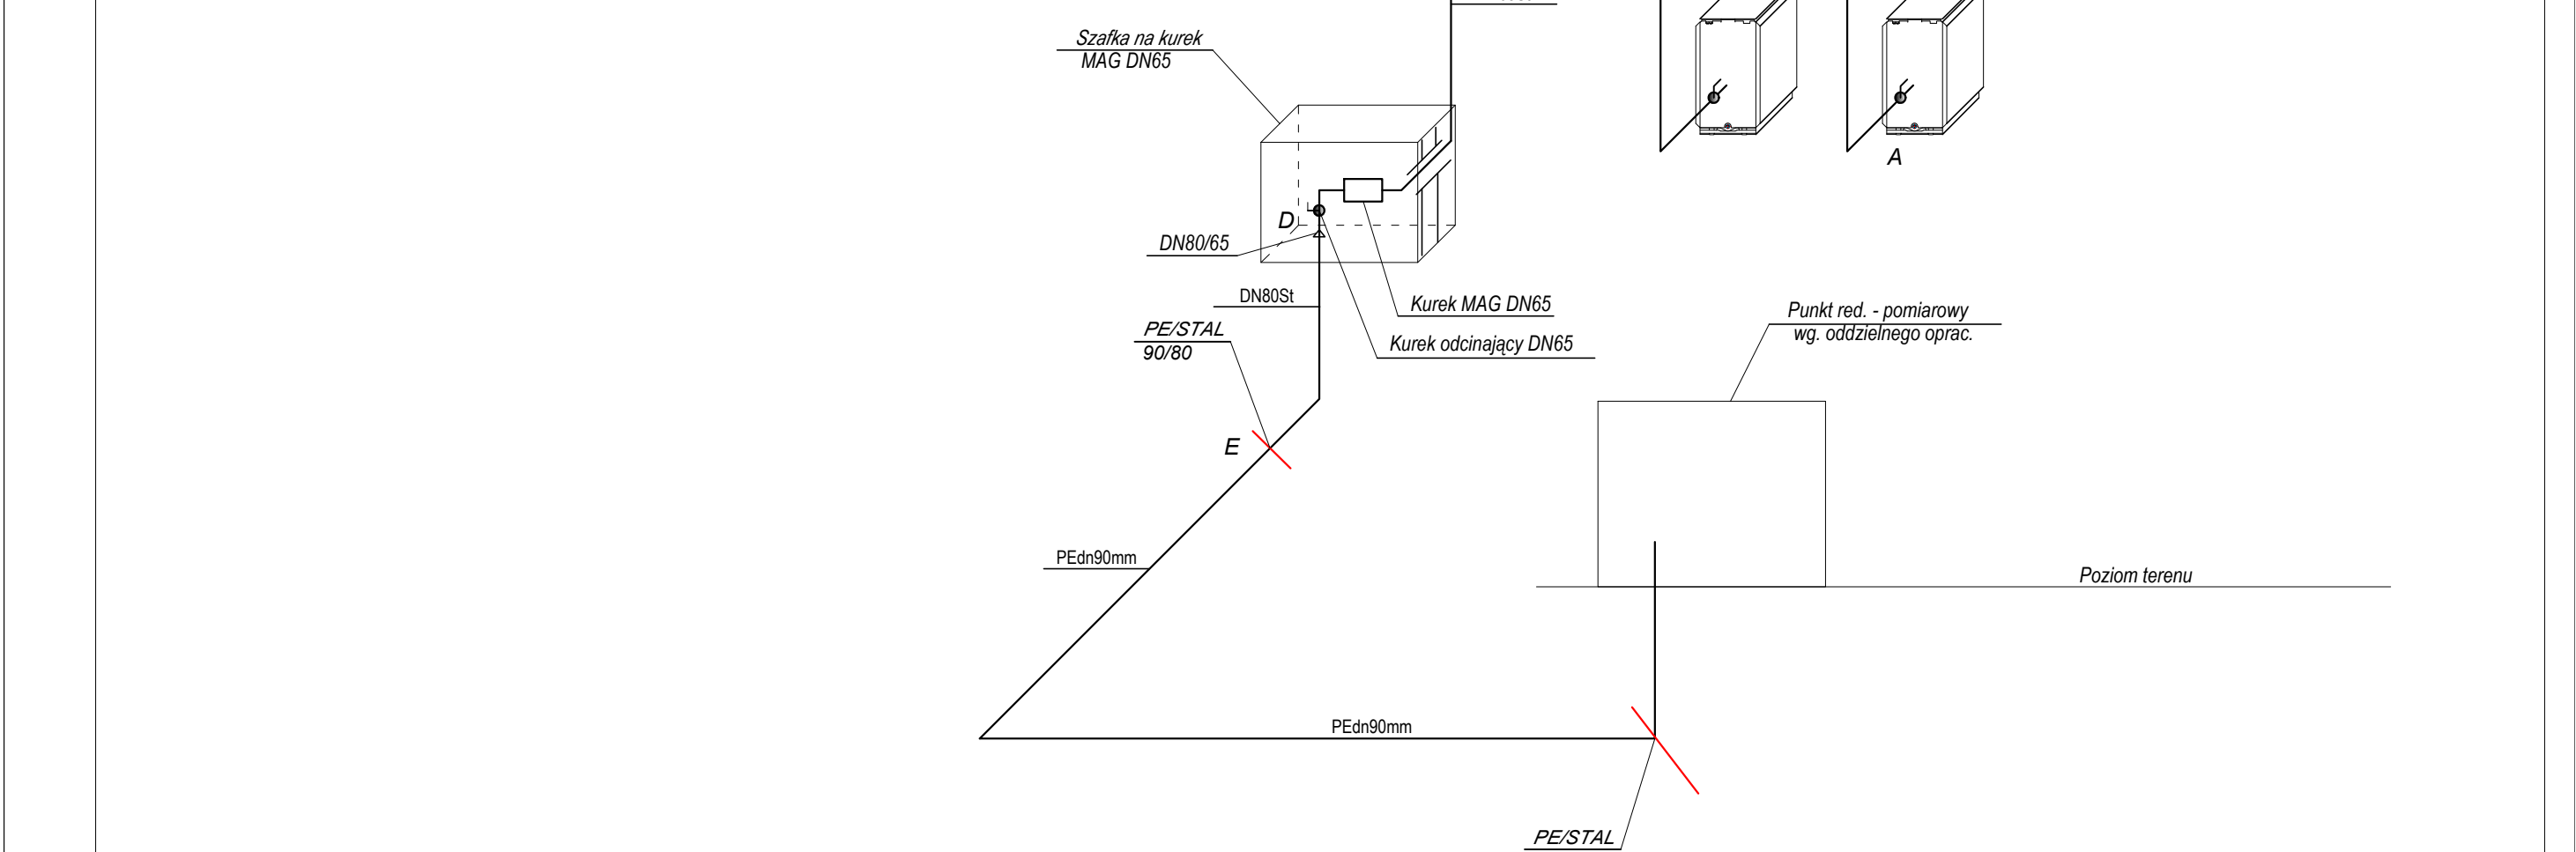 Szafka na kurek
MAG DN65
A
D
DN80/65
DN80St
Kurek MAG DN65
Punkt red. - pomiarowy
wg. oddzielnego oprac.
PE/STAL
90/80
Kurek odcinający DN65
E
PEdn90mm
Poziom terenu
PEdn90mm
PE/STAL